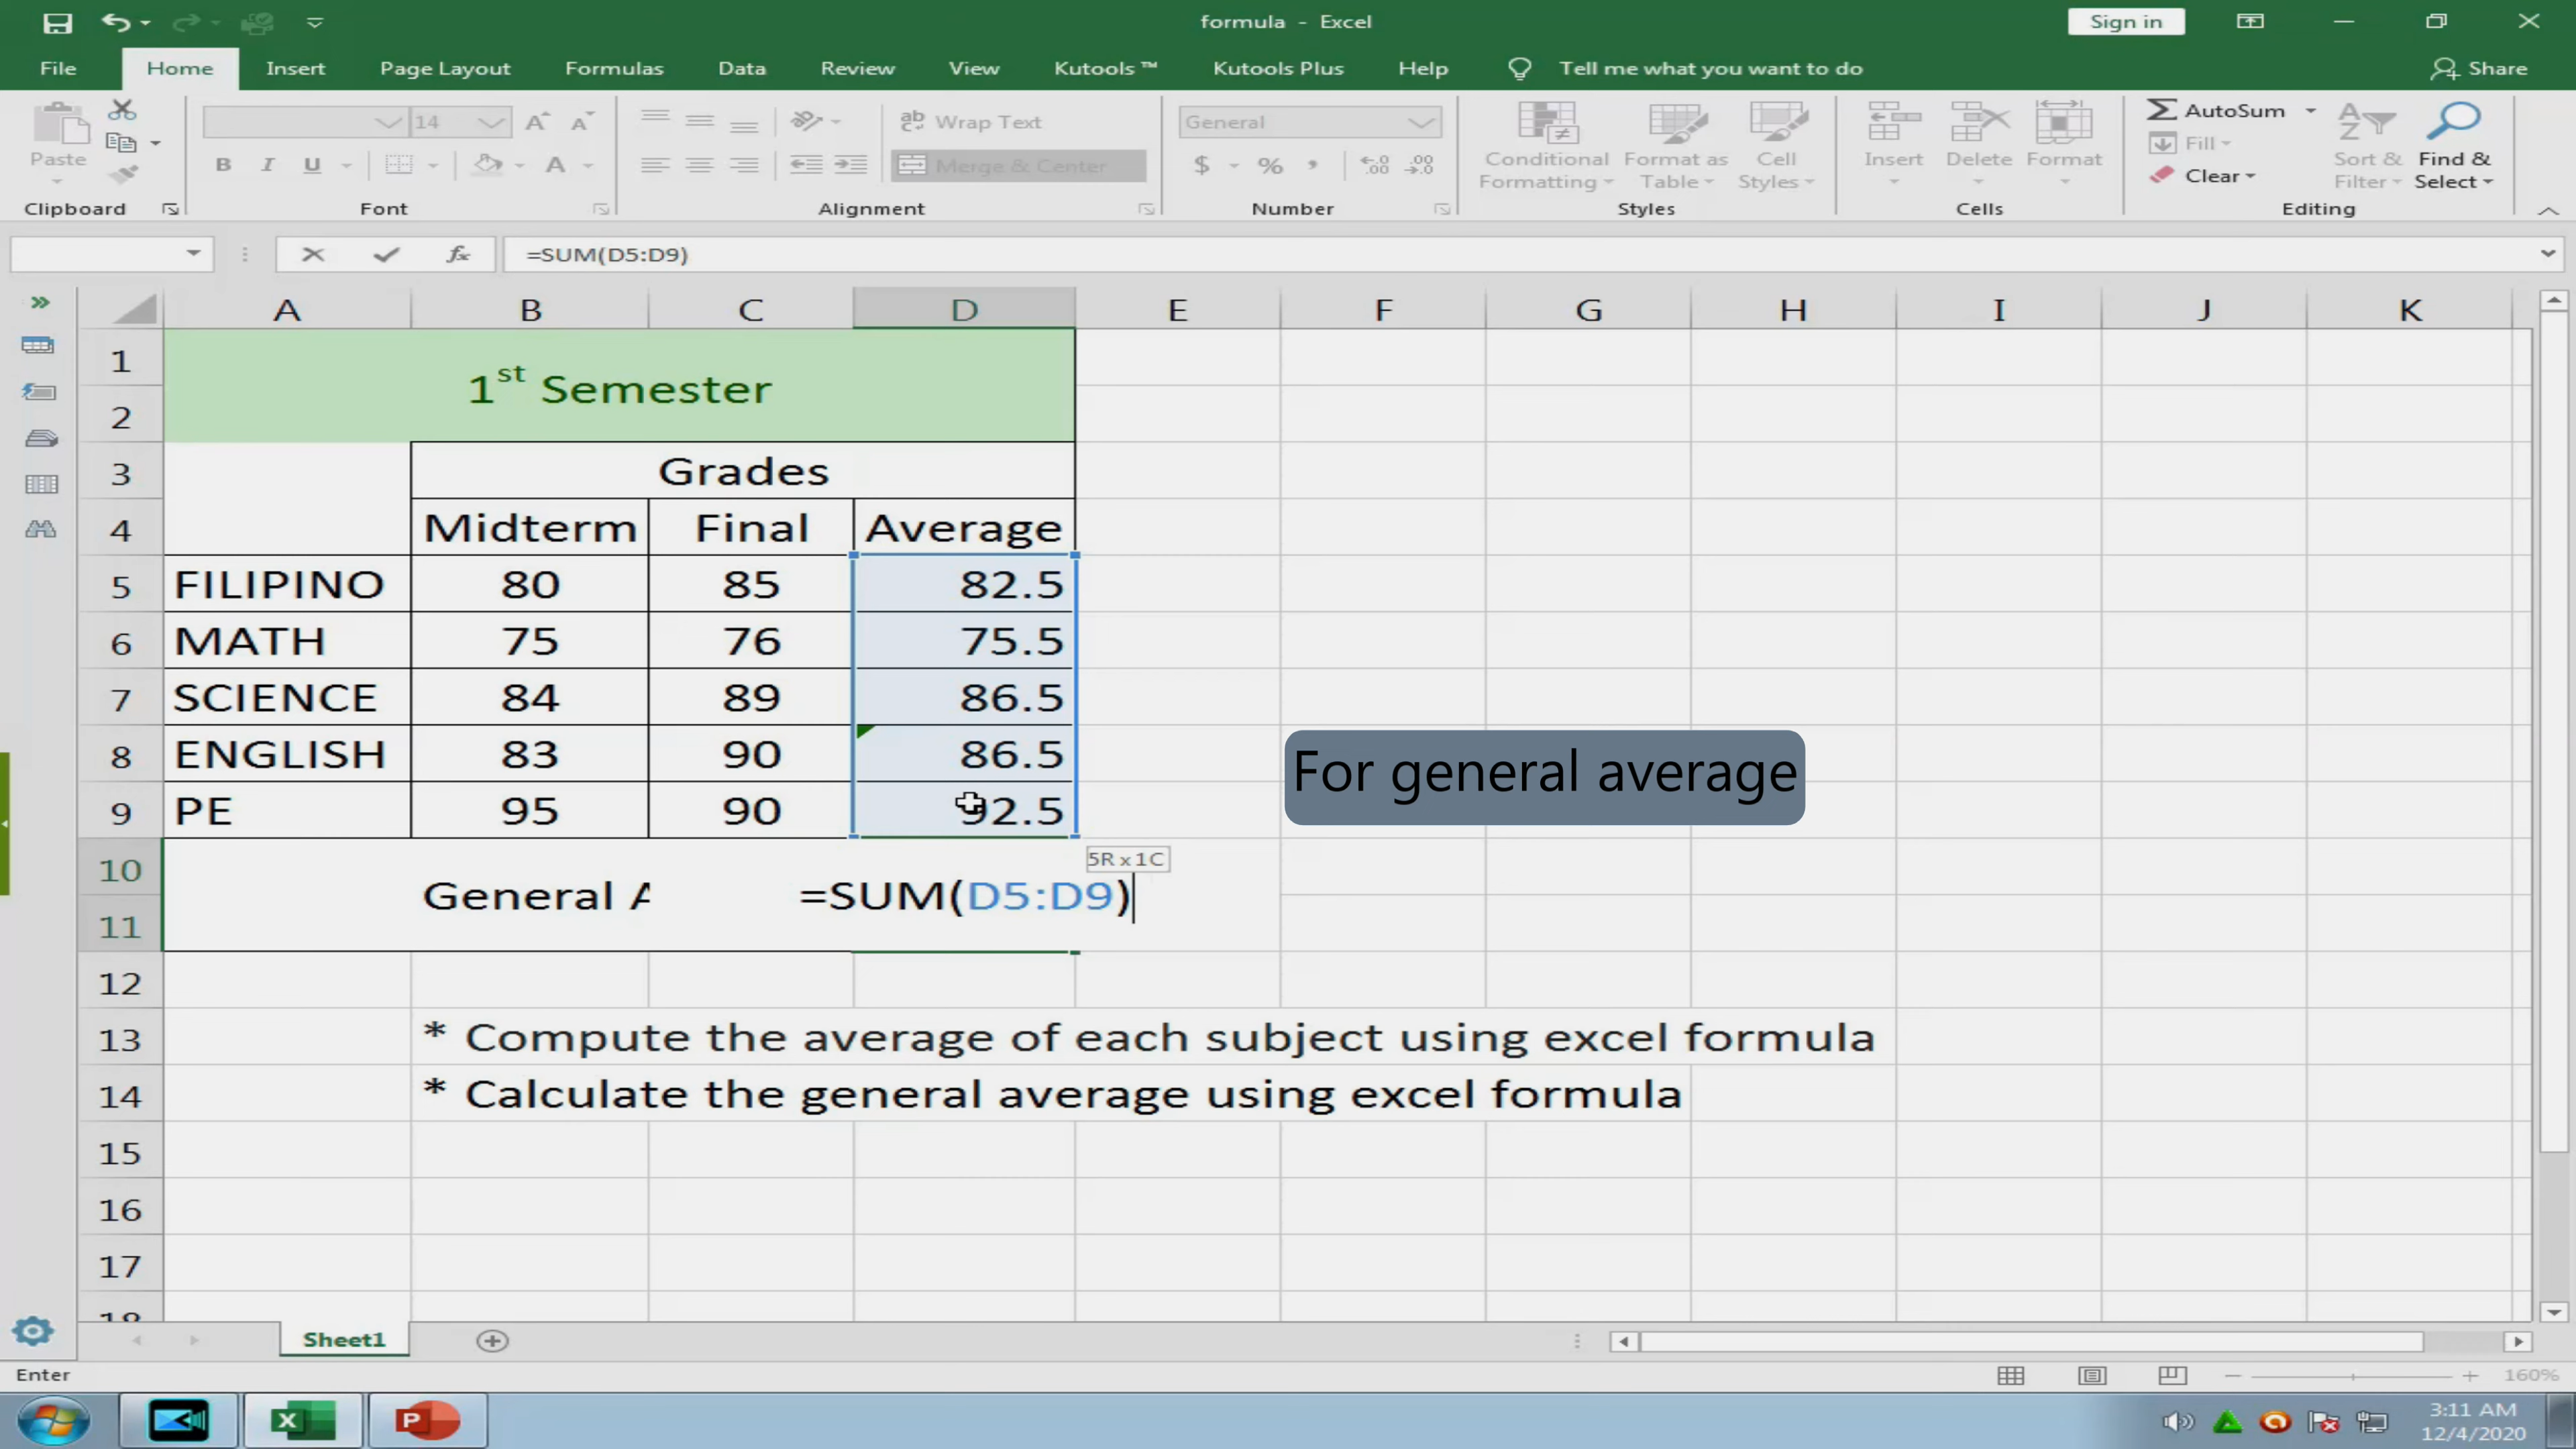 formula - Excel
Sign in
File Home Insert Page Layout Formulas Data Review View Kutools ™ Kutools Plus Help Tell me what you want to do Share
Paste
14
Wrap Text
Merge & Center
General
Conditional Formatting
Format as Table
Cell Styles
Insert Delete Format
AutoSum
Fill
Clear
Sort & Filter
Find & Select
Clipboard Font Alignment Number Styles Cells Editing
=SUM(D5:D9)
A B C D E F G H I J K
1
1st Semester
2
3 Grades
4 Midterm Final Average
5 FILIPINO 80 85 82.5
6 MATH 75 76 75.5
7 SCIENCE 84 89 86.5
8 ENGLISH 83 90 86.5
For general average
9 PE 95 90 92.5
5R x 1C
10
General A =SUM(D5:D9)
11
12
13 * Compute the average of each subject using excel formula
14 * Calculate the general average using excel formula
15
16
17
18
Sheet1
Enter
160%
3:11 AM
12/4/2020